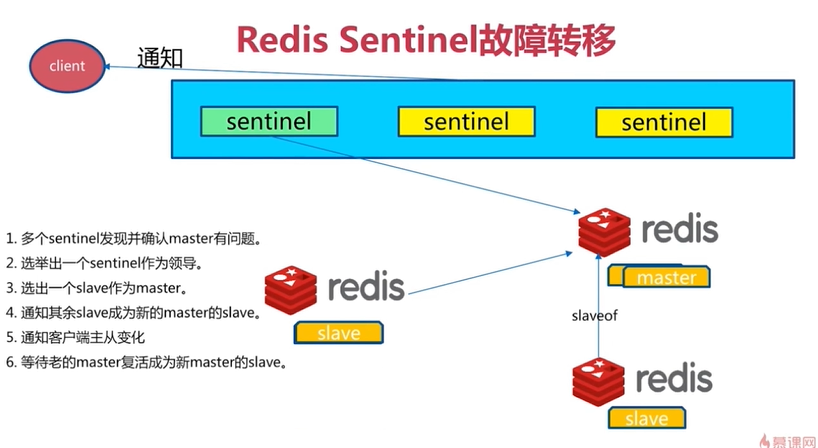 Redis Sentinel故障转移
client
通知
sentinel
sentinel
sentinel
redis
master
1. 多个sentinel发现并确认master有问题。
2. 选举出一个sentinel作为领导。
3. 选出一个slave作为master。
4. 通知其余slave成为新的master的slave。
5. 通知客户端主从变化
6. 等待老的master复活成为新master的slave。
redis
slave
slaveof
redis
slave
慕课网